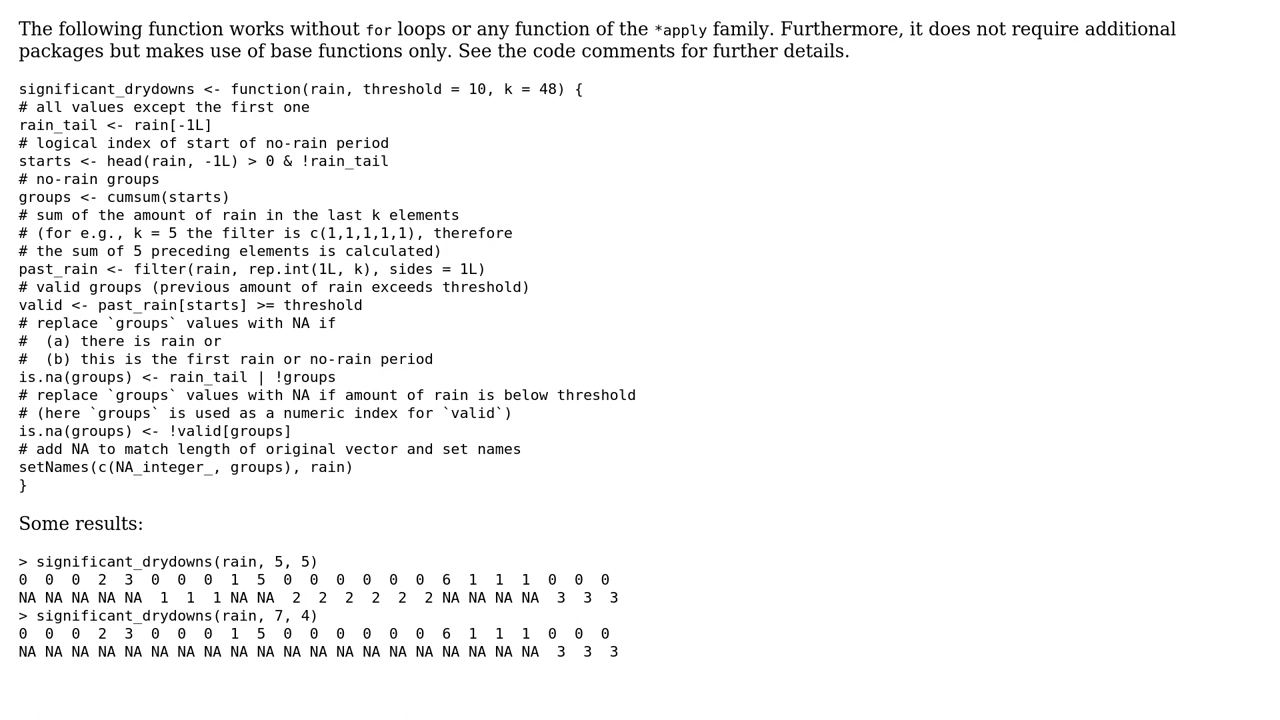 The following function works without for loops or any function of the *apply family. Furthermore, it does not require additional
packages but makes use of base functions only. See the code comments for further details.
significant_drydowns <- function(rain, threshold = 10, k = 48) {
# all values except the first one
rain_tail <- rain[-1L]
# logical index of start of no-rain period
starts <- head(rain, -1L) > 0 & !rain_tail
# no-rain groups
groups <- cumsum(starts)
# sum of the amount of rain in the last k elements
# (for e.g., k = 5 the filter is c(1,1,1,1,1), therefore
# the sum of 5 preceding elements is calculated)
past_rain <- filter(rain, rep.int(1L, k), sides = 1L)
# valid groups (previous amount of rain exceeds threshold)
valid <- past_rain[starts] >= threshold
# replace `groups` values with NA if
#  (a) there is rain or
#  (b) this is the first rain or no-rain period
is.na(groups) <- rain_tail | !groups
# replace `groups` values with NA if amount of rain is below threshold
# (here `groups` is used as a numeric index for `valid`)
is.na(groups) <- !valid[groups]
# add NA to match length of original vector and set names
setNames(c(NA_integer_, groups), rain)
}
Some results:
> significant_drydowns(rain, 5, 5)
0  0  0  2  3  0  0  0  1  5  0  0  0  0  0  0  6  1  1  1  0  0  0
NA NA NA NA NA  1  1  1 NA NA  2  2  2  2  2  2 NA NA NA NA  3  3  3
> significant_drydowns(rain, 7, 4)
0  0  0  2  3  0  0  0  1  5  0  0  0  0  0  0  6  1  1  1  0  0  0
NA NA NA NA NA NA NA NA NA NA NA NA NA NA NA NA NA NA NA NA  3  3  3